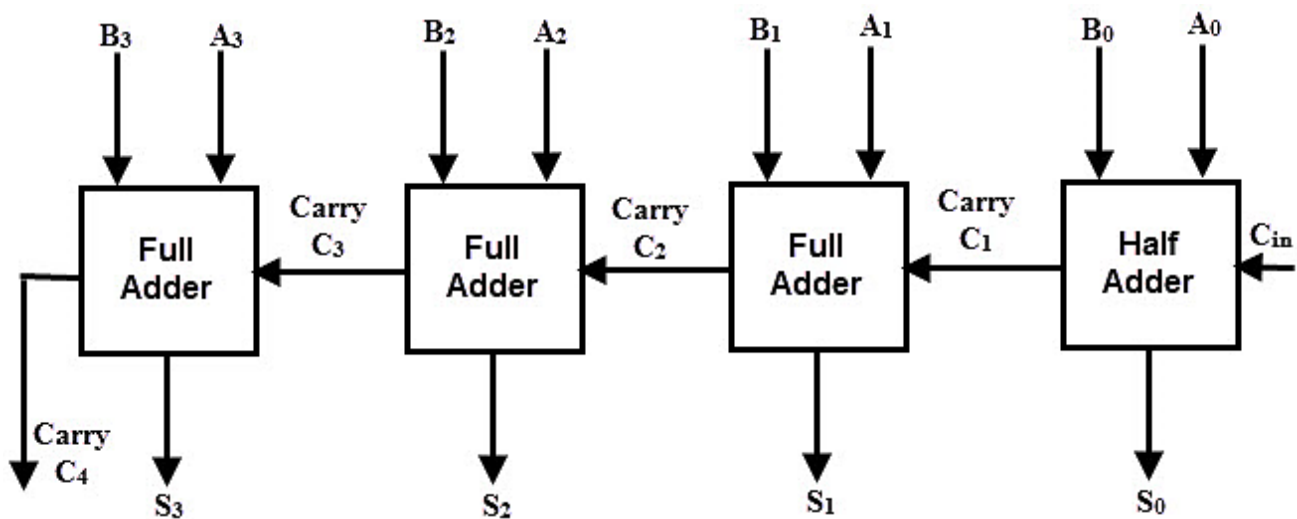 B₃ A₃ B₂ A₂ B₁ A₁ B₀ A₀
Full
Adder
Carry
C₃
Full
Adder
Carry
C₂
Full
Adder
Carry
C₁
Half
Adder
Cᵢₙ
Carry
C₄
S₃ S₂ S₁ S₀